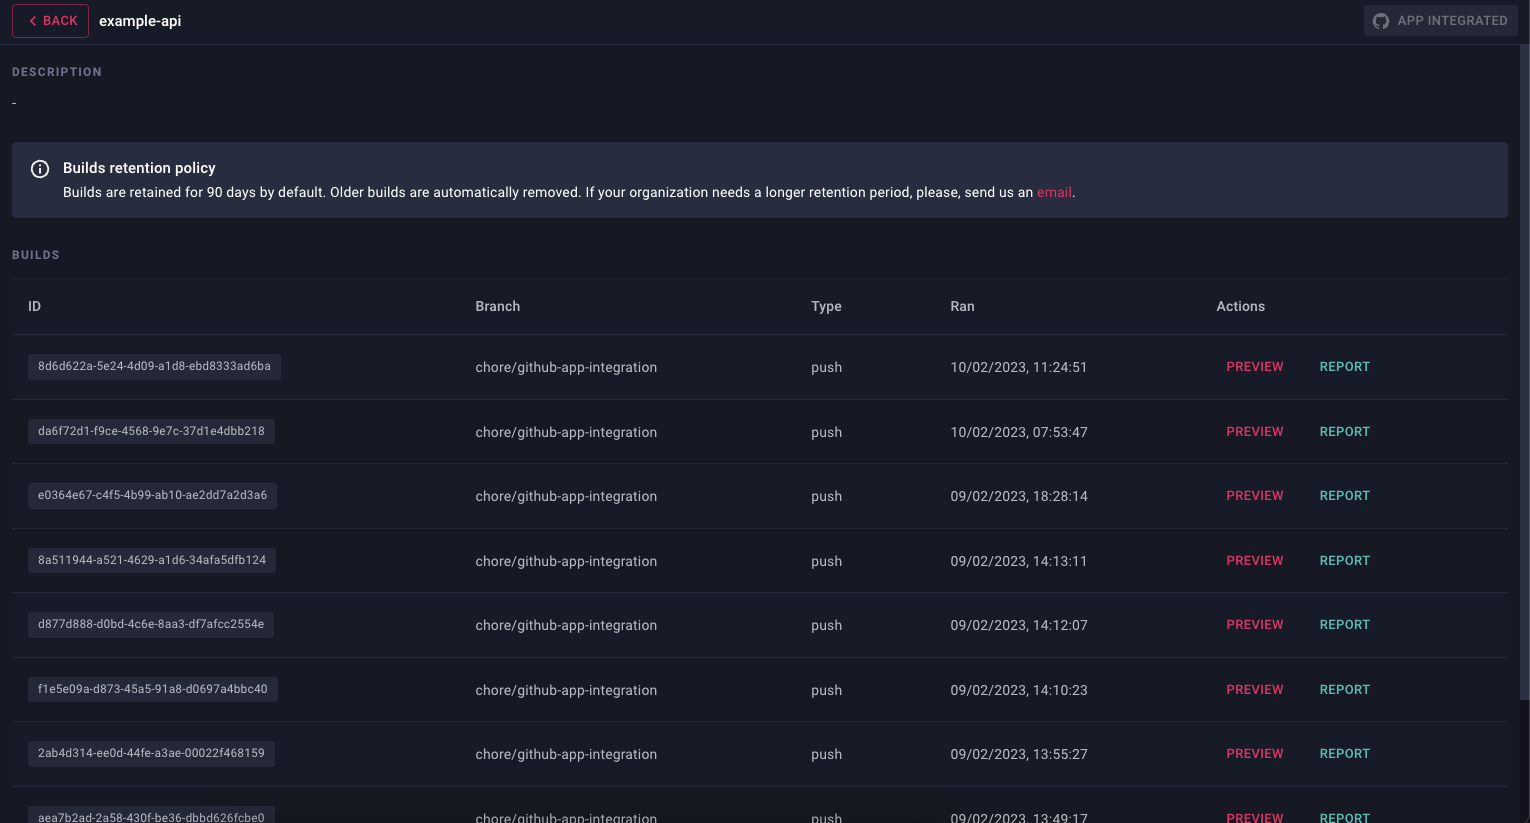 BACK example-api APP INTEGRATED
DESCRIPTION
-
Builds retention policy
Builds are retained for 90 days by default. Older builds are automatically removed. If your organization needs a longer retention period, please, send us an email.
BUILDS
ID Branch Type Ran Actions
8d6d622a-5e24-4d09-a1d8-ebd8333ad6ba chore/github-app-integration push 10/02/2023, 11:24:51 PREVIEW REPORT
da6f72d1-f9ce-4568-9e7c-37d1e4dbb218 chore/github-app-integration push 10/02/2023, 07:53:47 PREVIEW REPORT
e0364e67-c4f5-4b99-ab10-ae2dd7a2d3a6 chore/github-app-integration push 09/02/2023, 18:28:14 PREVIEW REPORT
8a511944-a521-4629-a1d6-34afa5dfb124 chore/github-app-integration push 09/02/2023, 14:13:11 PREVIEW REPORT
d877d888-d0bd-4c6e-8aa3-df7afcc2554e chore/github-app-integration push 09/02/2023, 14:12:07 PREVIEW REPORT
f1e5e09a-d873-45a5-91a8-d0697a4bbc40 chore/github-app-integration push 09/02/2023, 14:10:23 PREVIEW REPORT
2ab4d314-ee0d-44fe-a3ae-00022f468159 chore/github-app-integration push 09/02/2023, 13:55:27 PREVIEW REPORT
aea7b2ad-2a58-430f-be36-dbbd626fcbe0 chore/github-app-integration push 09/02/2023, 13:49:17 PREVIEW REPORT